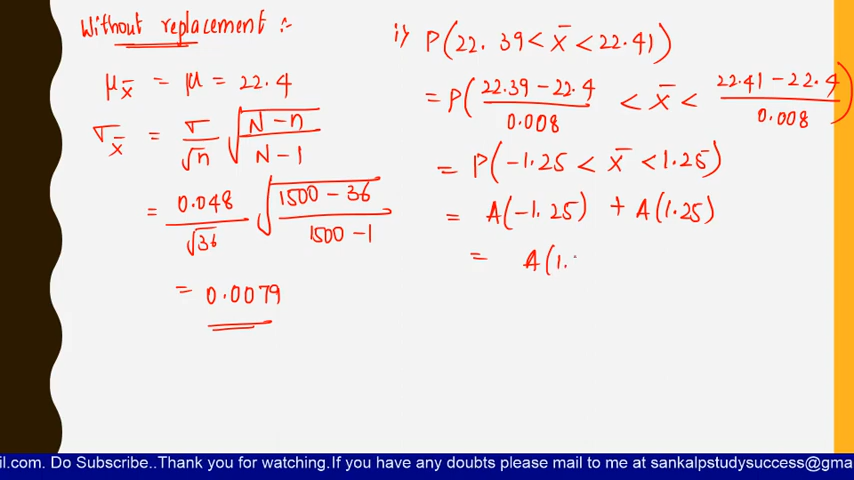 Without replacement :-
μx̄ = μ = 22.4
σx̄ = σ/√n √(N-n/N-1)
= 0.048/√36 √(1500-36/1500-1)
= 0.0079
i) P(22.39 < x̄ < 22.41)
= P(22.39-22.4/0.008 < x̄ < 22.41-22.4/0.008)
= P(-1.25 < x̄ < 1.25)
= A(-1.25) + A(1.25)
= A(1.
il.com. Do Subscribe..Thank you for watching.If you have any doubts please mail to me at sankalpstudysuccess@gma